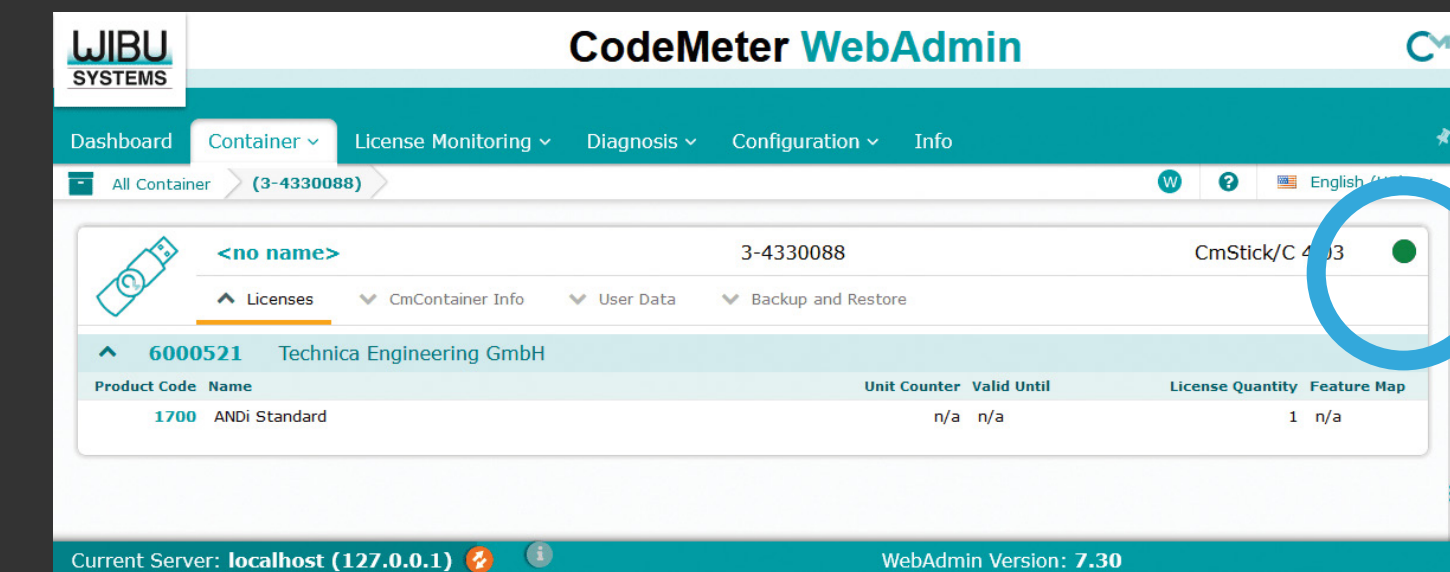 WIBU
SYSTEMS
CodeMeter WebAdmin
Dashboard Container License Monitoring Diagnosis Configuration Info
All Container (3-4330088) W ? English
<no name> 3-4330088 CmStick/C
Licenses CmContainer Info User Data Backup and Restore
6000521 Technica Engineering GmbH
Product Code Name Unit Counter Valid Until License Quantity Feature Map
1700 ANDi Standard n/a n/a 1 n/a
Current Server: localhost (127.0.0.1) i WebAdmin Version: 7.30